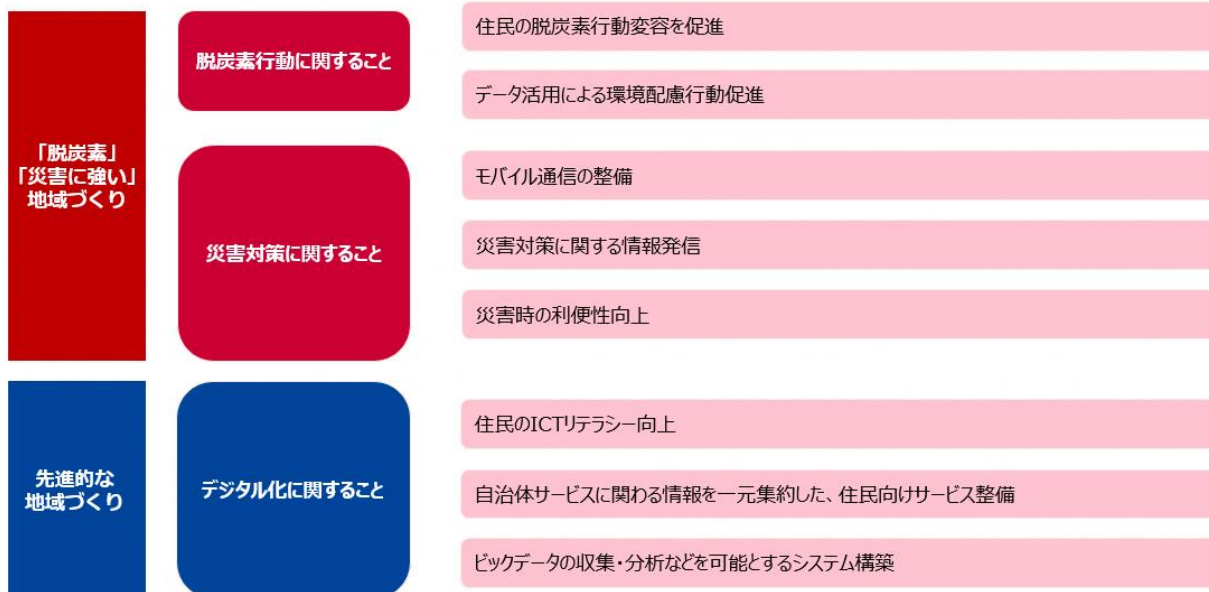 「脱炭素」
「災害に強い」
地域づくり
脱炭素行動に関すること
住民の脱炭素行動変容を促進
データ活用による環境配慮行動促進
災害対策に関すること
モバイル通信の整備
災害対策に関する情報発信
災害時の利便性向上
先進的な
地域づくり
デジタル化に関すること
住民のICTリテラシー向上
自治体サービスに関わる情報を一元集約した、住民向けサービス整備
ビックデータの収集・分析などを可能とするシステム構築